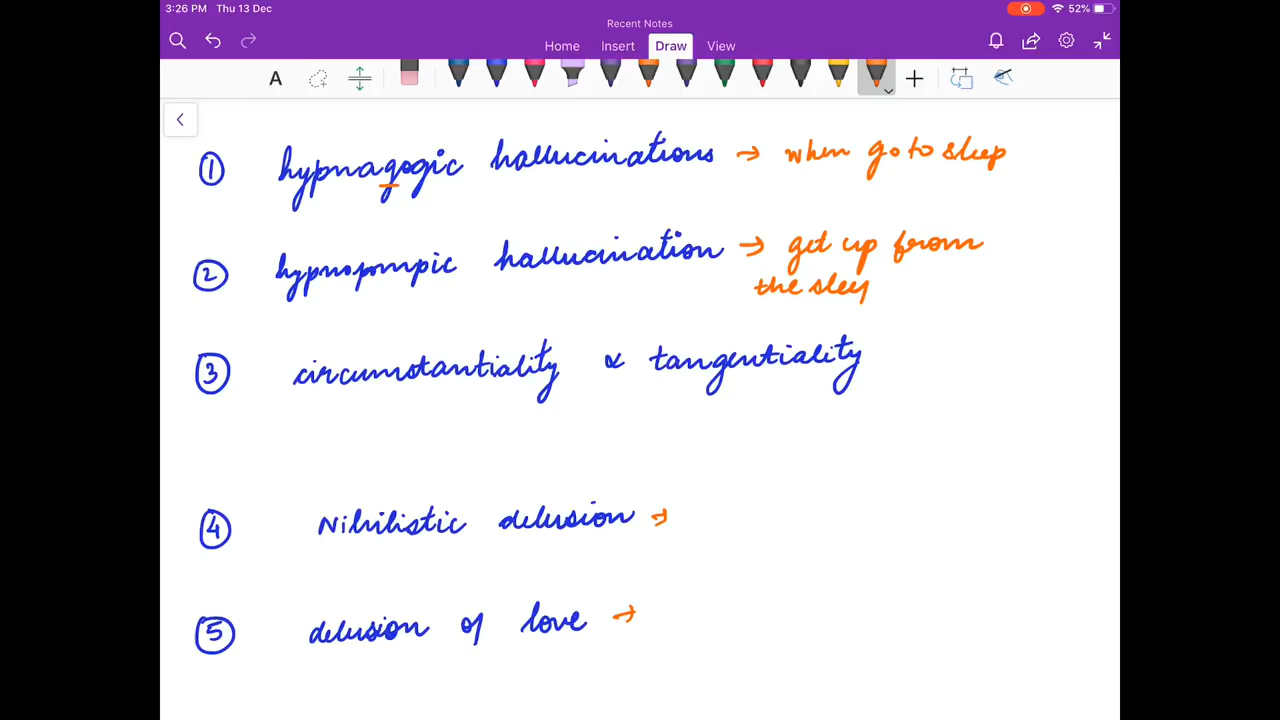 3:26 PM Thu 13 Dec 52%
Recent Notes
Home Insert Draw View
A
1 hypnagogic hallucinations → when go to sleep
2 hypnopompic hallucination → get up from
the sleep
3 circumstantiality & tangentiality
4 Nihilistic delusion →
5 delusion of love →